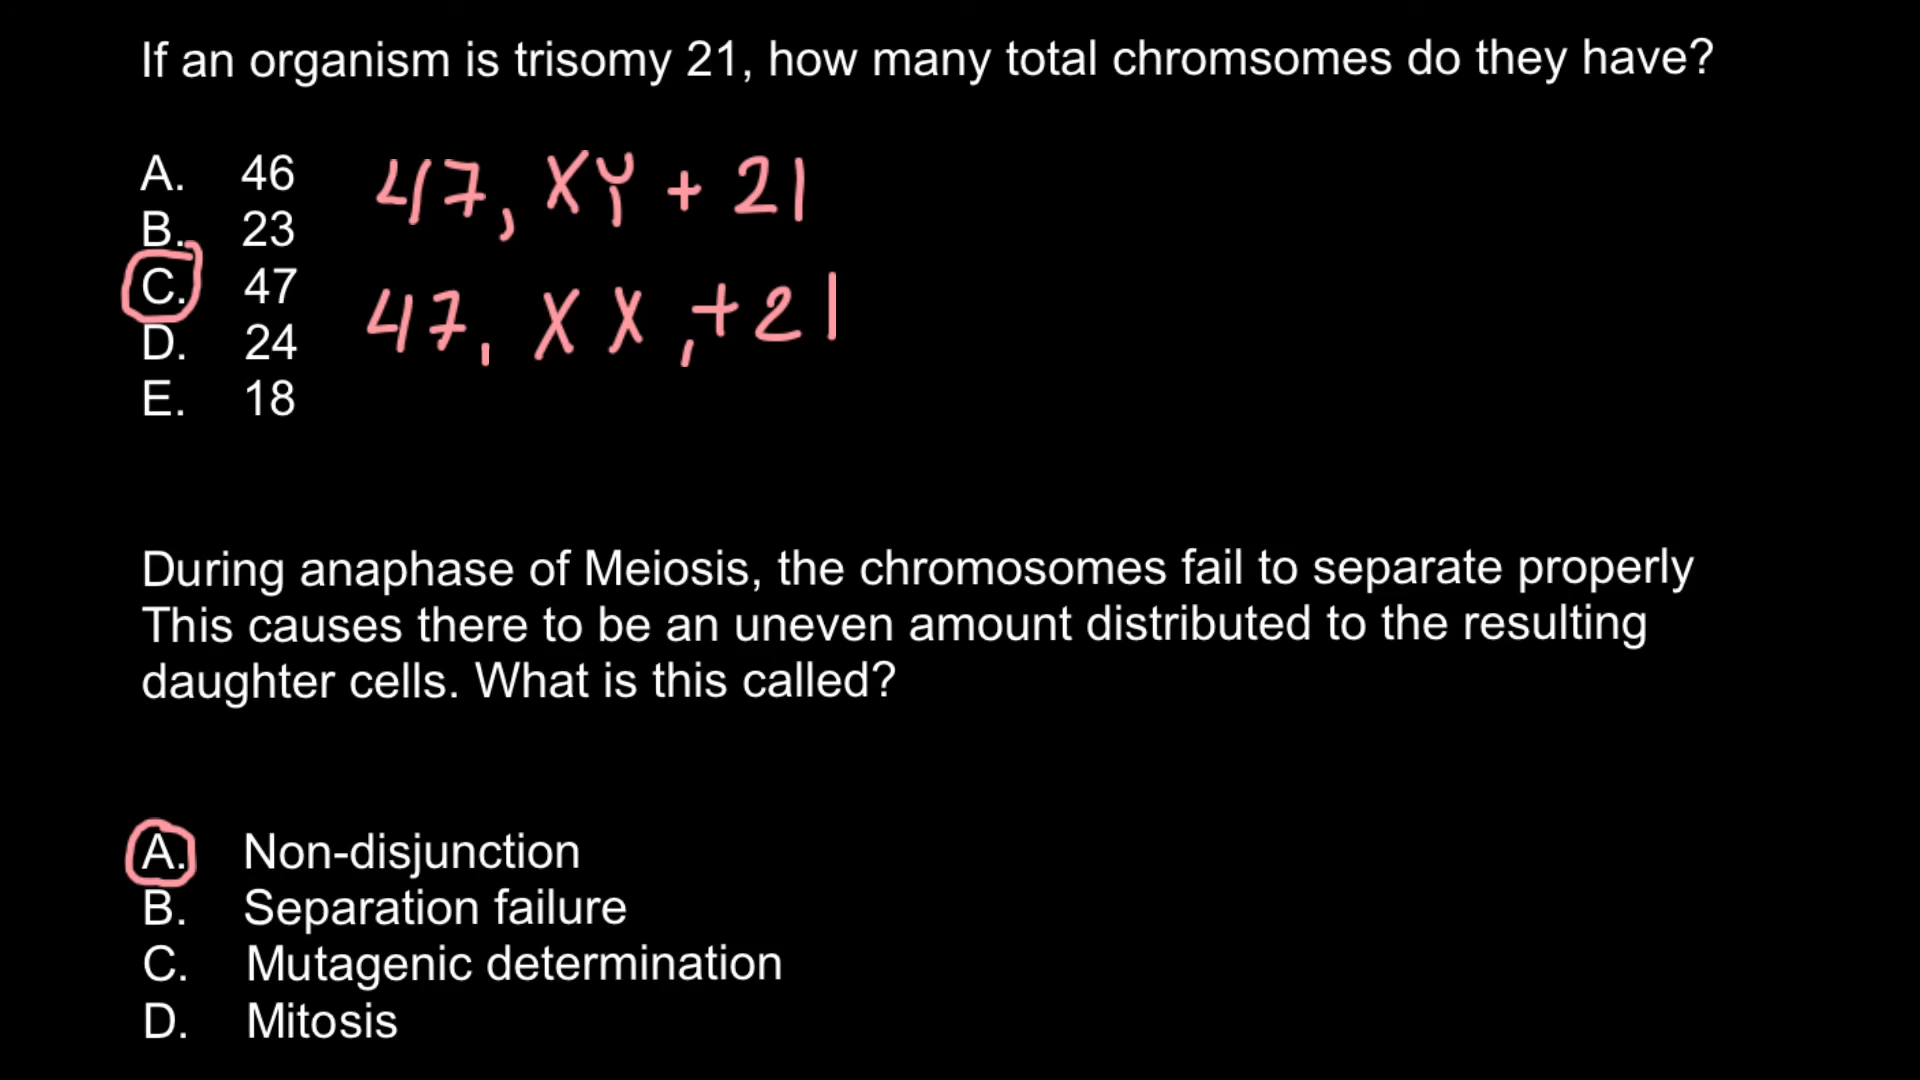 If an organism is trisomy 21, how many total chromsomes do they have?
A. 46
47, XY + 21
B. 23
C. 47
47, XX, +21
D. 24
E. 18
During anaphase of Meiosis, the chromosomes fail to separate properly
This causes there to be an uneven amount distributed to the resulting
daughter cells. What is this called?
A. Non-disjunction
B. Separation failure
C. Mutagenic determination
D. Mitosis